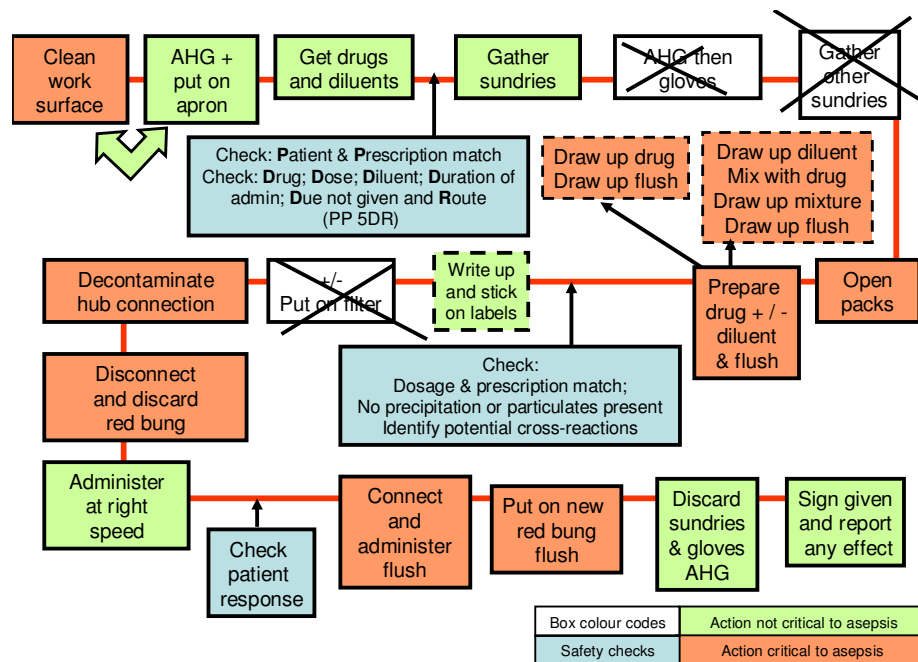 Clean
work
surface
AHG +
put on
apron
Get drugs
and diluents
Gather
sundries
AHG then
gloves
Gather
other
sundries
Check: Patient & Prescription match
Check: Drug; Dose; Diluent; Duration of
admin; Due not given and Route
(PP 5DR)
Draw up drug
Draw up flush
Draw up diluent
Mix with drug
Draw up mixture
Draw up flush
Decontaminate
hub connection
+/-
Put on filter
Write up
and stick
on labels
Prepare
drug + / -
diluent
& flush
Open
packs
Check:
Dosage & prescription match;
No precipitation or particulates present
Identify potential cross-reactions
Disconnect
and discard
red bung
Administer
at right
speed
Check
patient
response
Connect
and
administer
flush
Put on new
red bung
flush
Discard
sundries
& gloves
AHG
Sign given
and report
any effect
Box colour codes
Action not critical to asepsis
Safety checks
Action critical to asepsis